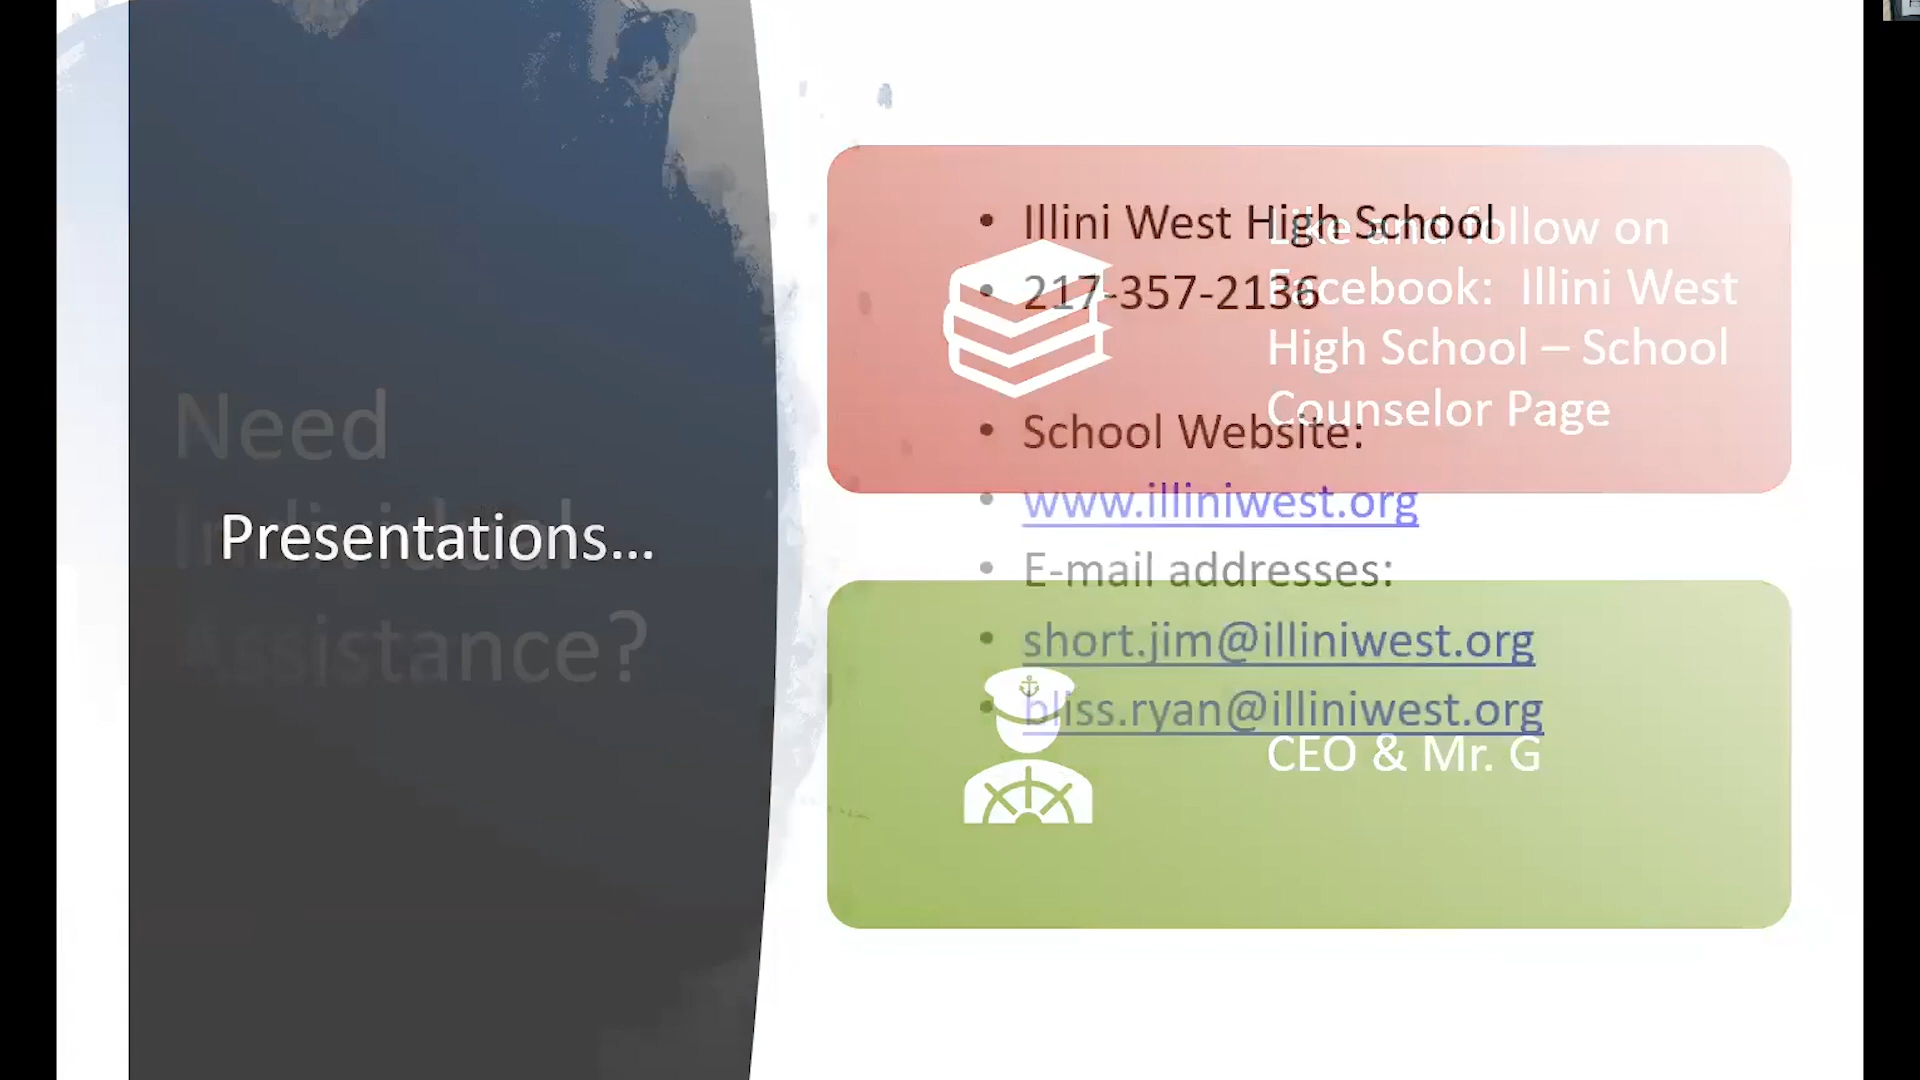 Need
Individual
Assistance?
Presentations...
• Illini West High School
• 217-357-2136
• School Website:
• www.illiniwest.org
• E-mail addresses:
• short.jim@illiniwest.org
• bliss.ryan@illiniwest.org
Like and follow on
Facebook: Illini West
High School – School
Counselor Page
CEO & Mr. G